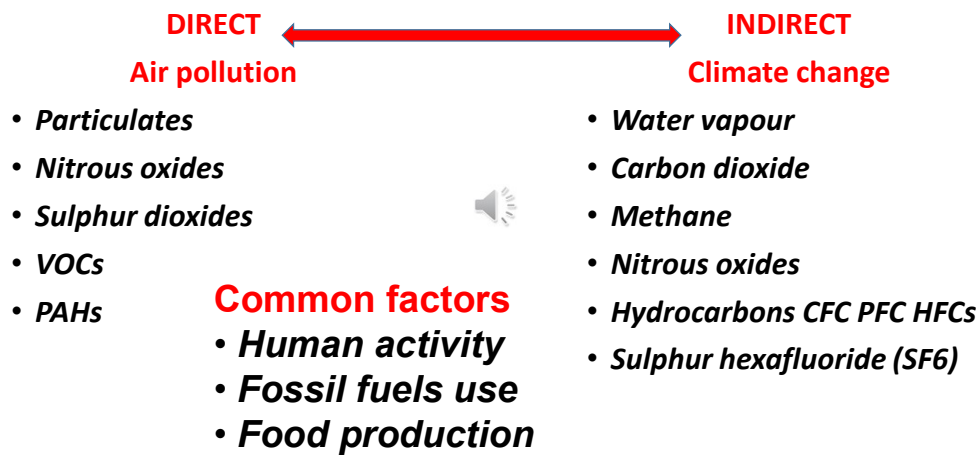 DIRECT
Air pollution
• Particulates
• Nitrous oxides
• Sulphur dioxides
• VOCs
• PAHs
INDIRECT
Climate change
• Water vapour
• Carbon dioxide
• Methane
• Nitrous oxides
• Hydrocarbons CFC PFC HFCs
• Sulphur hexafluoride (SF6)
Common factors
• Human activity
• Fossil fuels use
• Food production